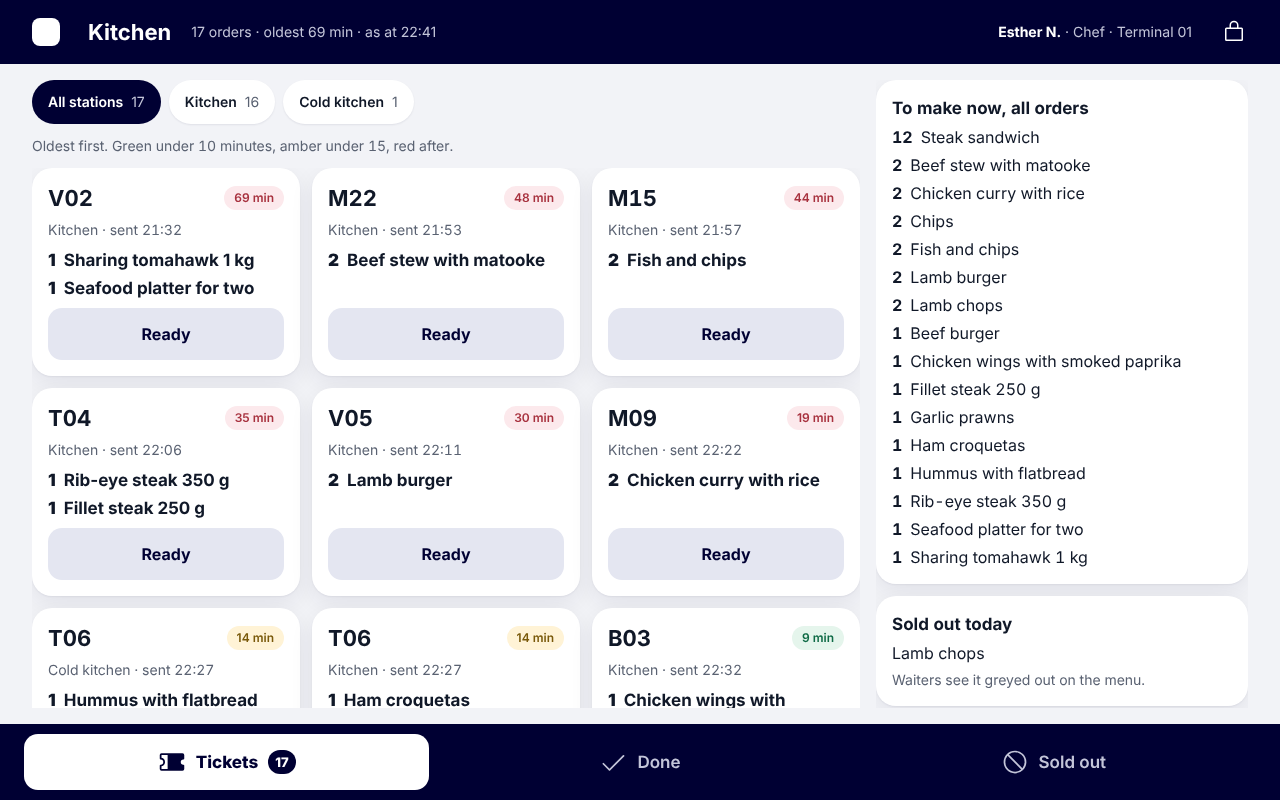 Kitchen 17 orders · oldest 69 min · as at 22:41 Esther N. · Chef · Terminal 01
All stations 17 Kitchen 16 Cold kitchen 1
Oldest first. Green under 10 minutes, amber under 15, red after.
V02 69 min
Kitchen · sent 21:32
1 Sharing tomahawk 1 kg
1 Seafood platter for two
Ready
M22 48 min
Kitchen · sent 21:53
2 Beef stew with matooke
Ready
M15 44 min
Kitchen · sent 21:57
2 Fish and chips
Ready
T04 35 min
Kitchen · sent 22:06
1 Rib-eye steak 350 g
1 Fillet steak 250 g
Ready
V05 30 min
Kitchen · sent 22:11
2 Lamb burger
Ready
M09 19 min
Kitchen · sent 22:22
2 Chicken curry with rice
Ready
T06 14 min
Cold kitchen · sent 22:27
1 Hummus with flatbread
T06 14 min
Kitchen · sent 22:27
1 Ham croquetas
B03 9 min
Kitchen · sent 22:32
1 Chicken wings with
To make now, all orders
12 Steak sandwich
2 Beef stew with matooke
2 Chicken curry with rice
2 Chips
2 Fish and chips
2 Lamb burger
2 Lamb chops
1 Beef burger
1 Chicken wings with smoked paprika
1 Fillet steak 250 g
1 Garlic prawns
1 Ham croquetas
1 Hummus with flatbread
1 Rib-eye steak 350 g
1 Seafood platter for two
1 Sharing tomahawk 1 kg
Sold out today
Lamb chops
Waiters see it greyed out on the menu.
Tickets 17 Done Sold out